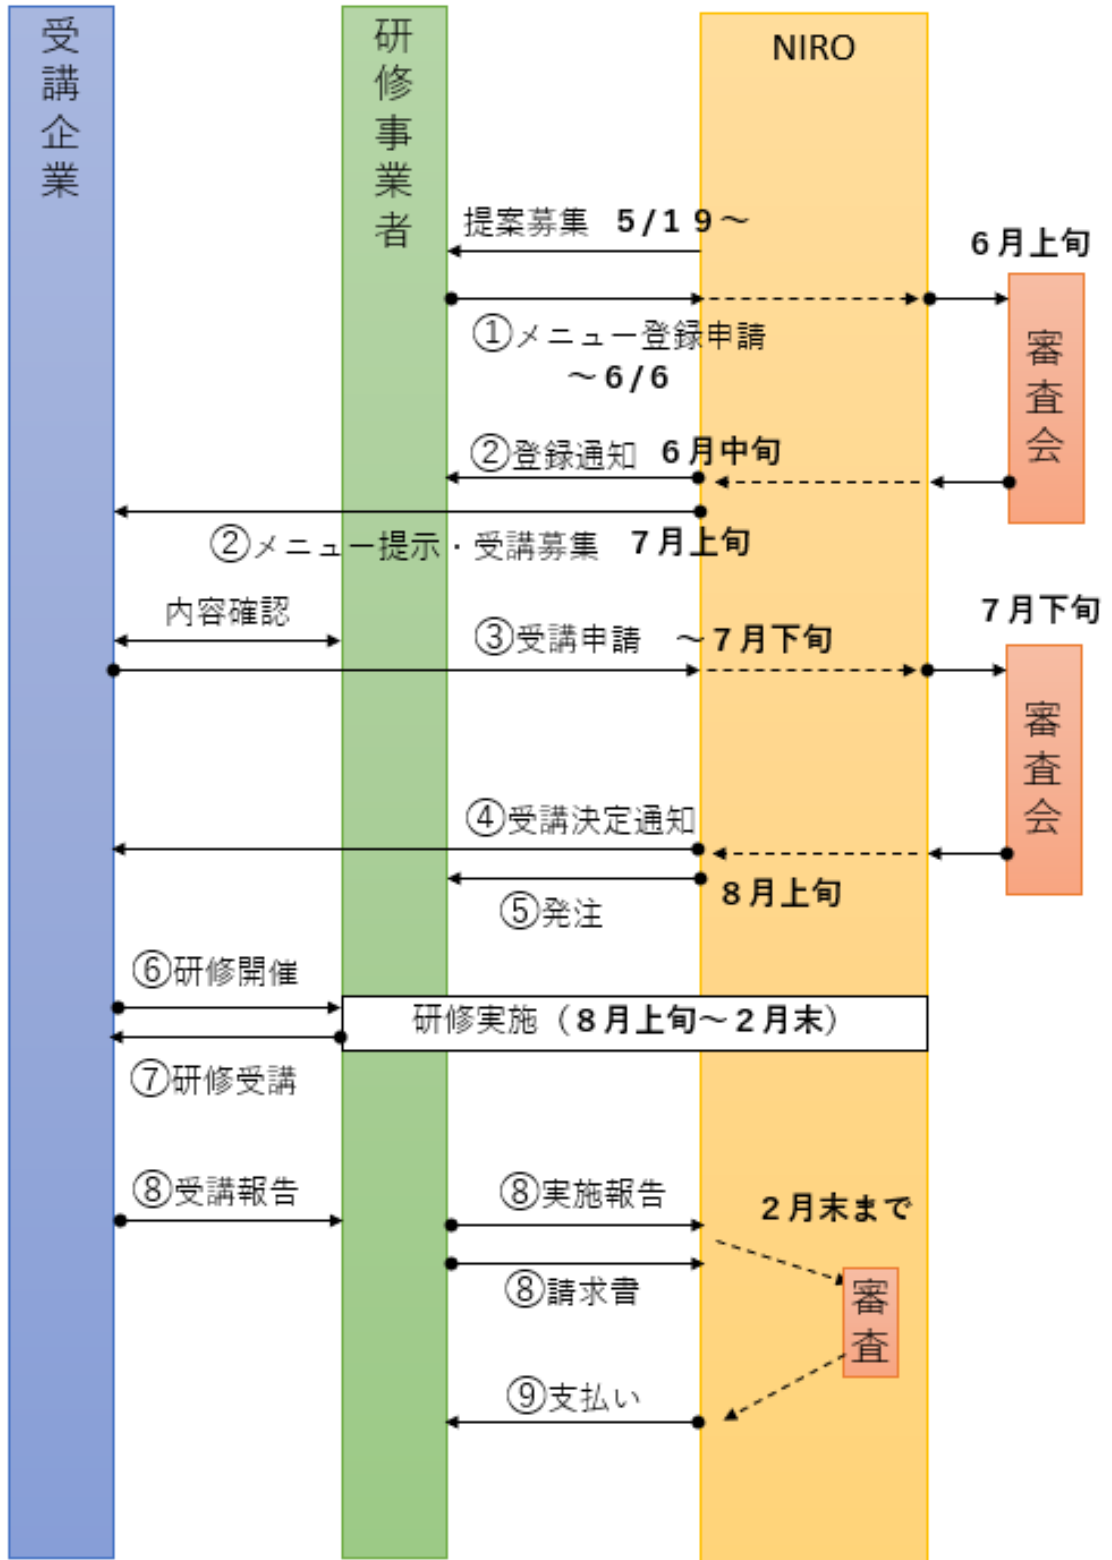 受講企業
研修事業者
NIRO
提案募集 5/19～
6月上旬
①メニュー登録申請
～6/6
審査会
②登録通知 6月中旬
②メニュー提示・受講募集 7月上旬
内容確認
③受講申請 ～7月下旬
7月下旬
審査会
④受講決定通知
8月上旬
⑤発注
⑥研修開催
研修実施（8月上旬～2月末）
⑦研修受講
⑧受講報告
⑧実施報告
2月末まで
⑧請求書
審査
⑨支払い